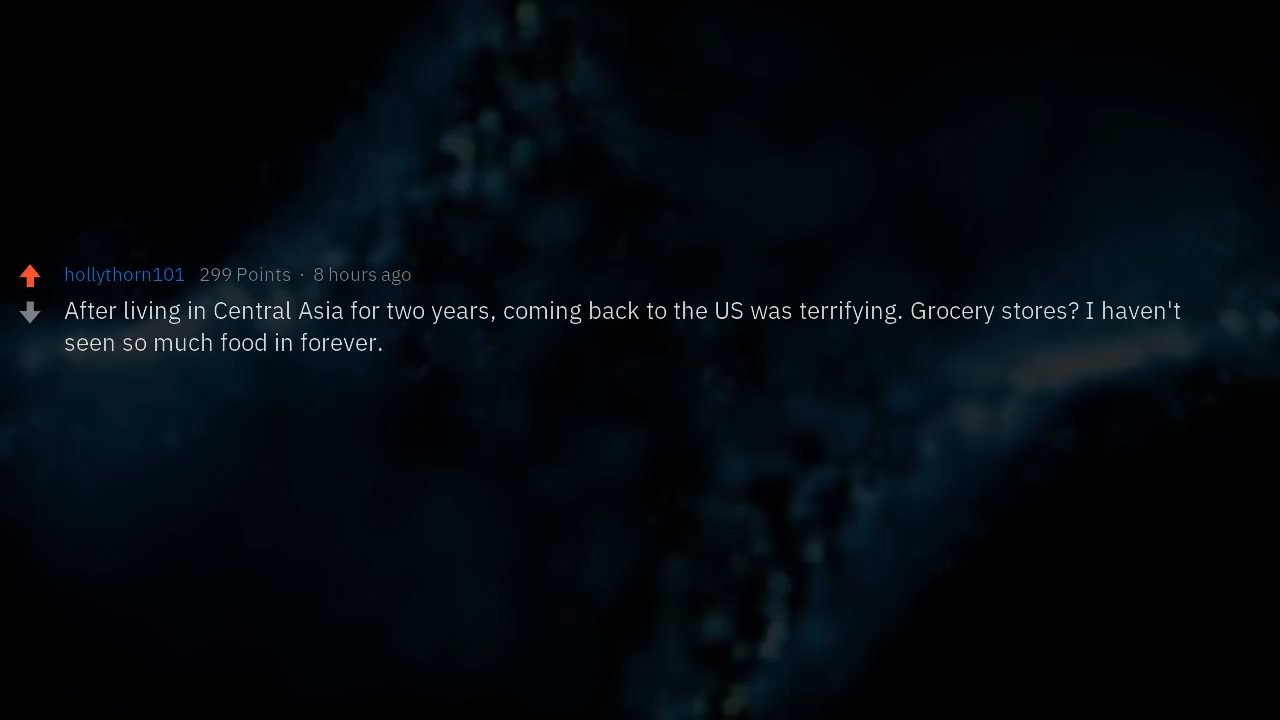 hollythorn101 299 Points · 8 hours ago
After living in Central Asia for two years, coming back to the US was terrifying. Grocery stores? I haven't
seen so much food in forever.